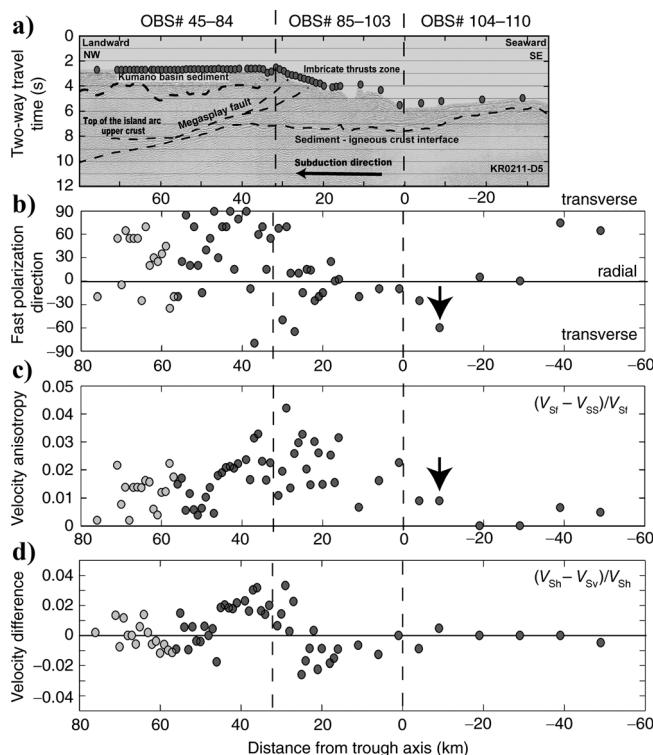 OBS# 45–84 OBS# 85–103 OBS# 104–110
a)
Landward
NW
Seaward
SE
Kumano basin sediment
Imbricate thrusts zone
Megasplay fault
Top of the island arc
upper crust
Sediment - igneous crust interface
Subduction direction
KR0211-D5
Two-way travel
time (s)
0
2
4
6
8
10
12
80 60 40 20 0 −20
b)
transverse
radial
transverse
Fast polarization
direction
90
60
30
0
−30
−60
−90
80 60 40 20 0 −20 −40 −60
c)
(VSf – VSS)/VSf
Velocity anisotropy
0.05
0.04
0.03
0.02
0.01
0
80 60 40 20 0 −20 −40 −60
d)
(VSh – VSv)/VSh
Velocity difference
0.04
0.02
0
−0.02
−0.04
80 60 40 20 0 −20 −40 −60
Distance from trough axis (km)